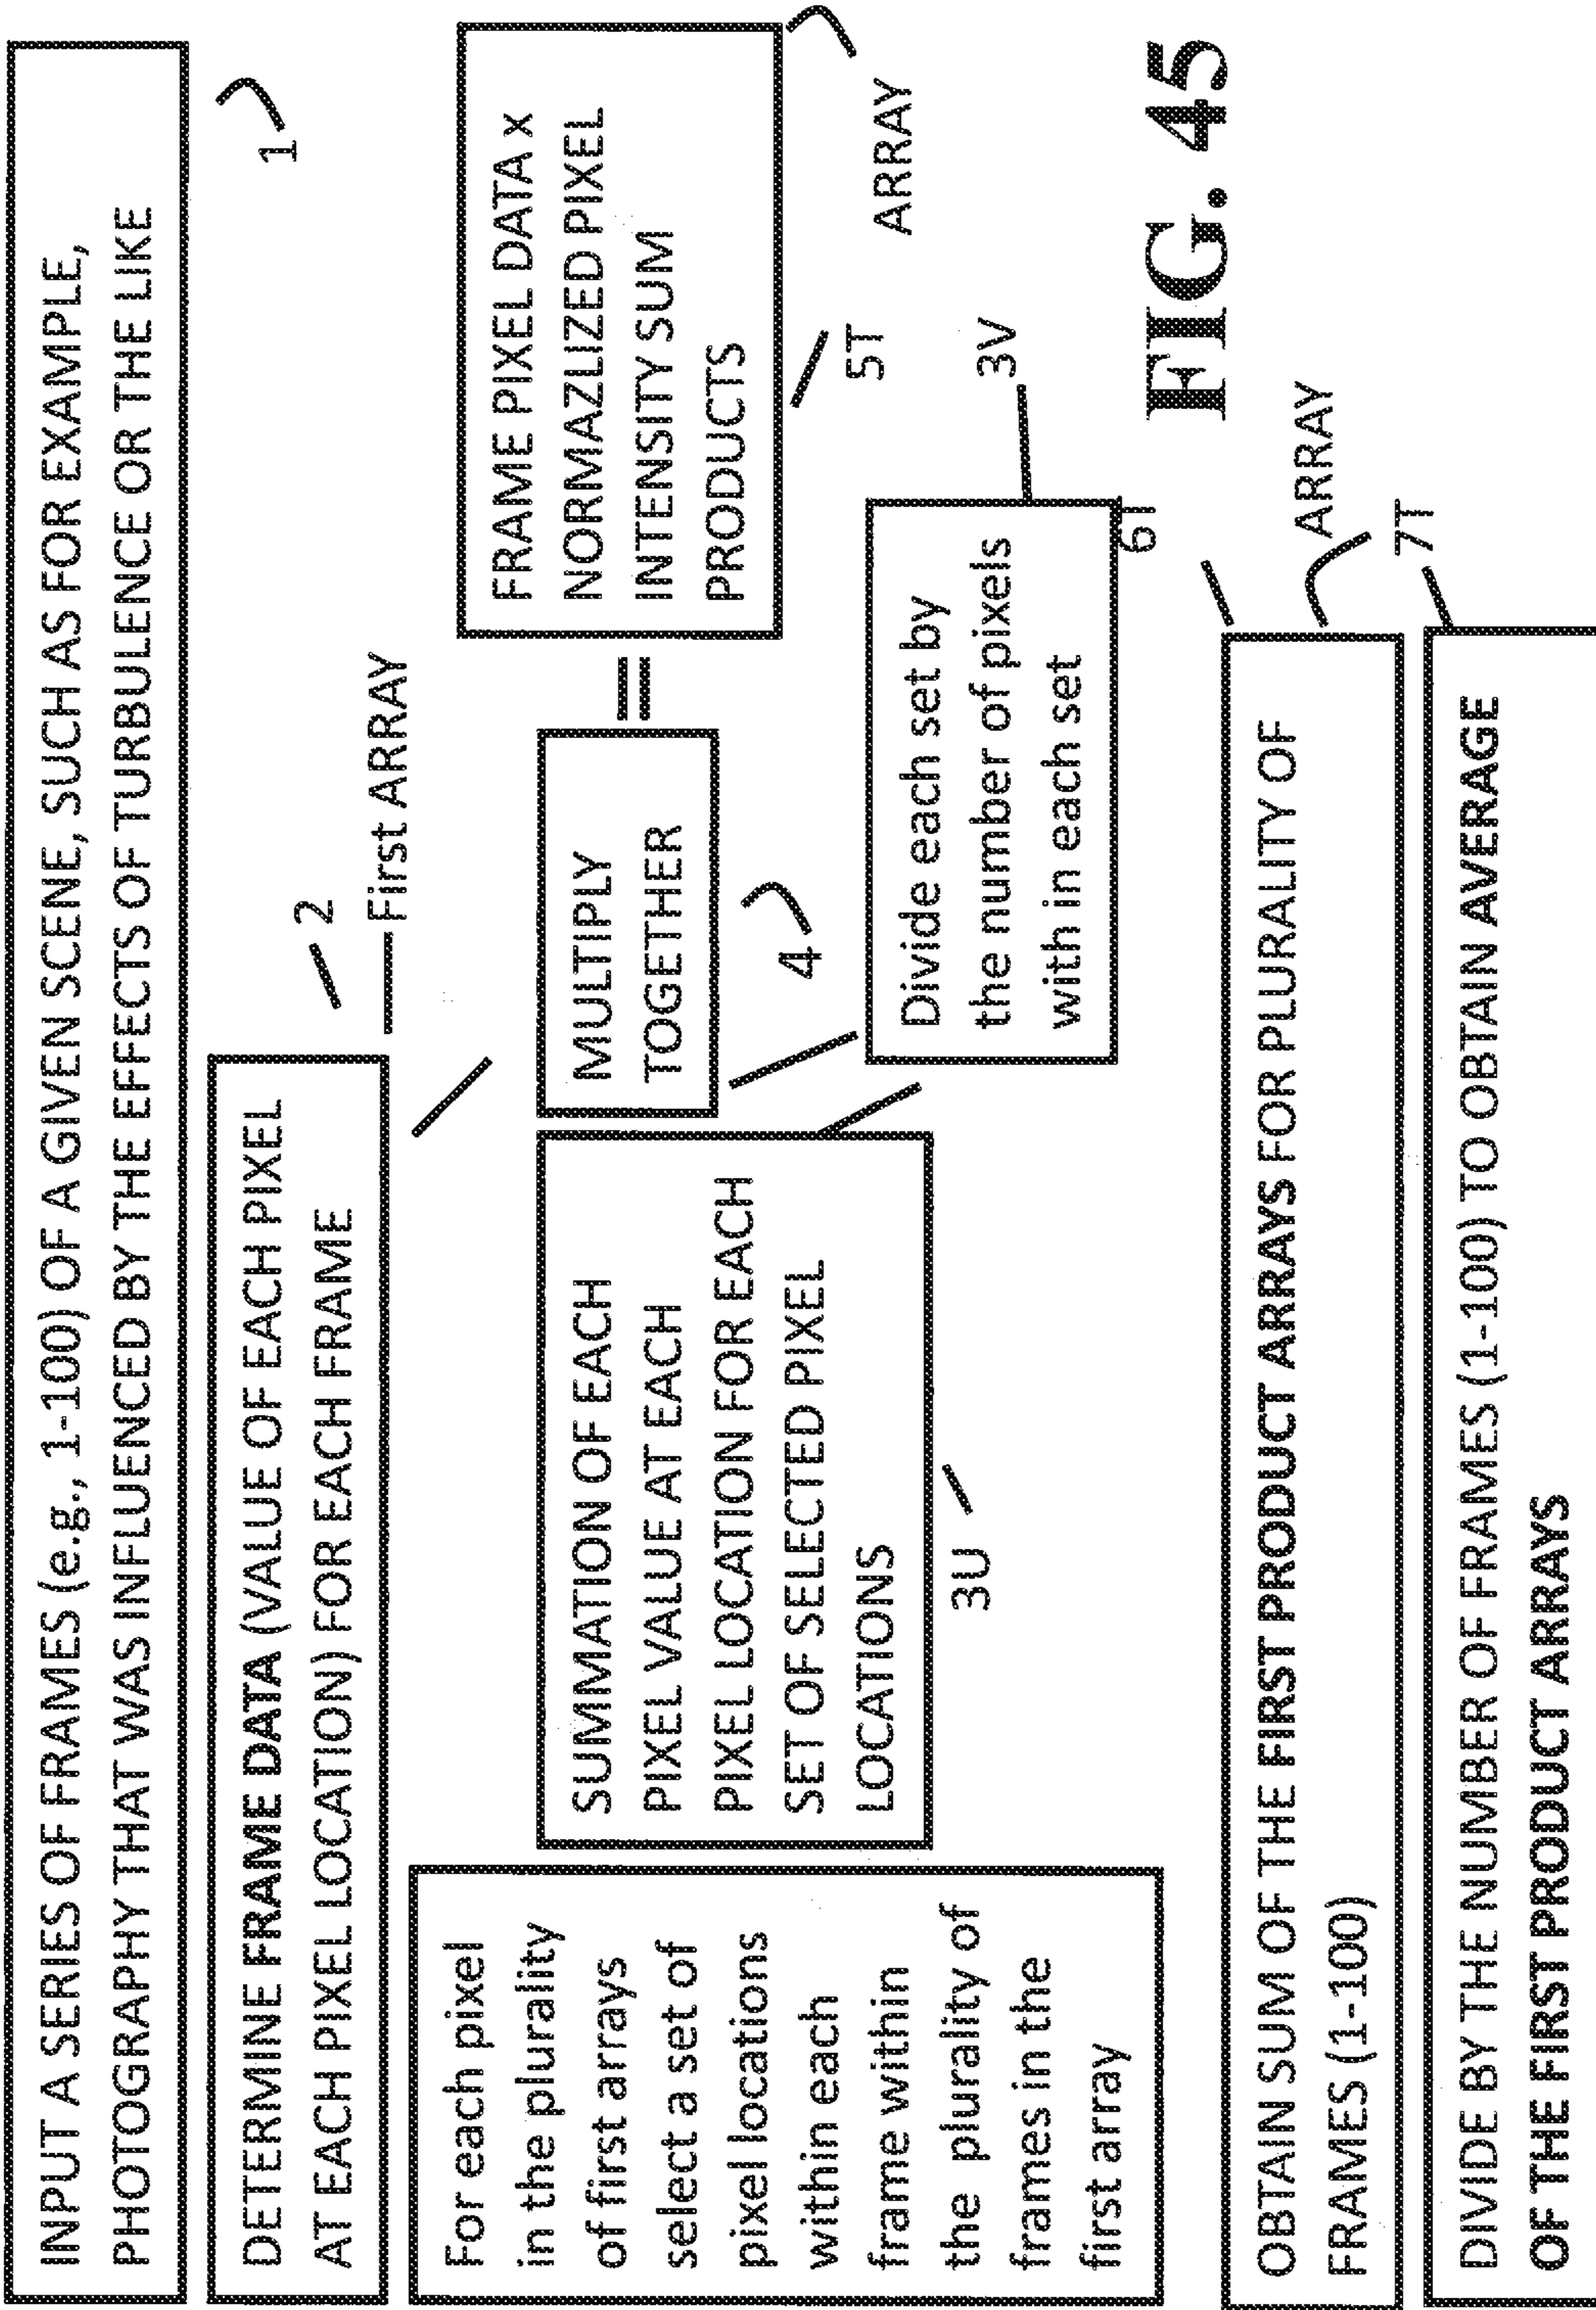 INPUT A SERIES OF FRAMES (e.g., 1-100) OF A GIVEN SCENE, SUCH AS FOR EXAMPLE,
PHOTOGRAPHY THAT WAS INFLUENCED BY THE EFFECTS OF TURBULENCE OR THE LIKE
1
DETERMINE FRAME DATA (VALUE OF EACH PIXEL
AT EACH PIXEL LOCATION) FOR EACH FRAME
2
First ARRAY
For each pixel
in the plurality
of first arrays
select a set of
pixel locations
within each
frame within
the plurality of
frames in the
first array
SUMMATION OF EACH
PIXEL VALUE AT EACH
PIXEL LOCATION FOR EACH
SET OF SELECTED PIXEL
LOCATIONS
3U
MULTIPLY
TOGETHER
4
=
FRAME PIXEL DATA x
NORMAZLIZED PIXEL
INTENSITY SUM
PRODUCTS
5T
ARRAY
Divide each set by
the number of pixels
with in each set
3V
6T
OBTAIN SUM OF THE FIRST PRODUCT ARRAYS FOR PLURALITY OF
FRAMES (1-100)
ARRAY
7T
DIVIDE BY THE NUMBER OF FRAMES (1-100) TO OBTAIN AVERAGE
OF THE FIRST PRODUCT ARRAYS
FIG. 45